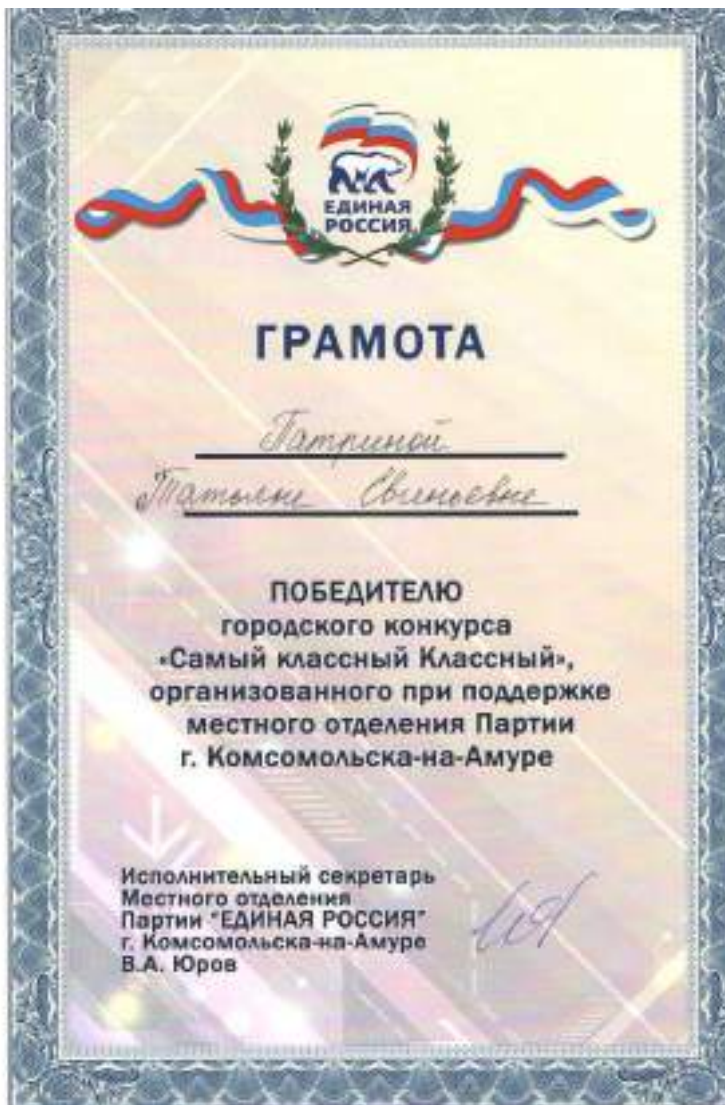 ЕДИНАЯ
РОССИЯ
ГРАМОТА
Патриной
Татьяне Евгеньевне
ПОБЕДИТЕЛЮ
городского конкурса
«Самый классный Классный»,
организованного при поддержке
местного отделения Партии
г. Комсомольска-на-Амуре
Исполнительный секретарь
Местного отделения
Партии "ЕДИНАЯ РОССИЯ"
г. Комсомольска-на-Амуре
В.А. Юров